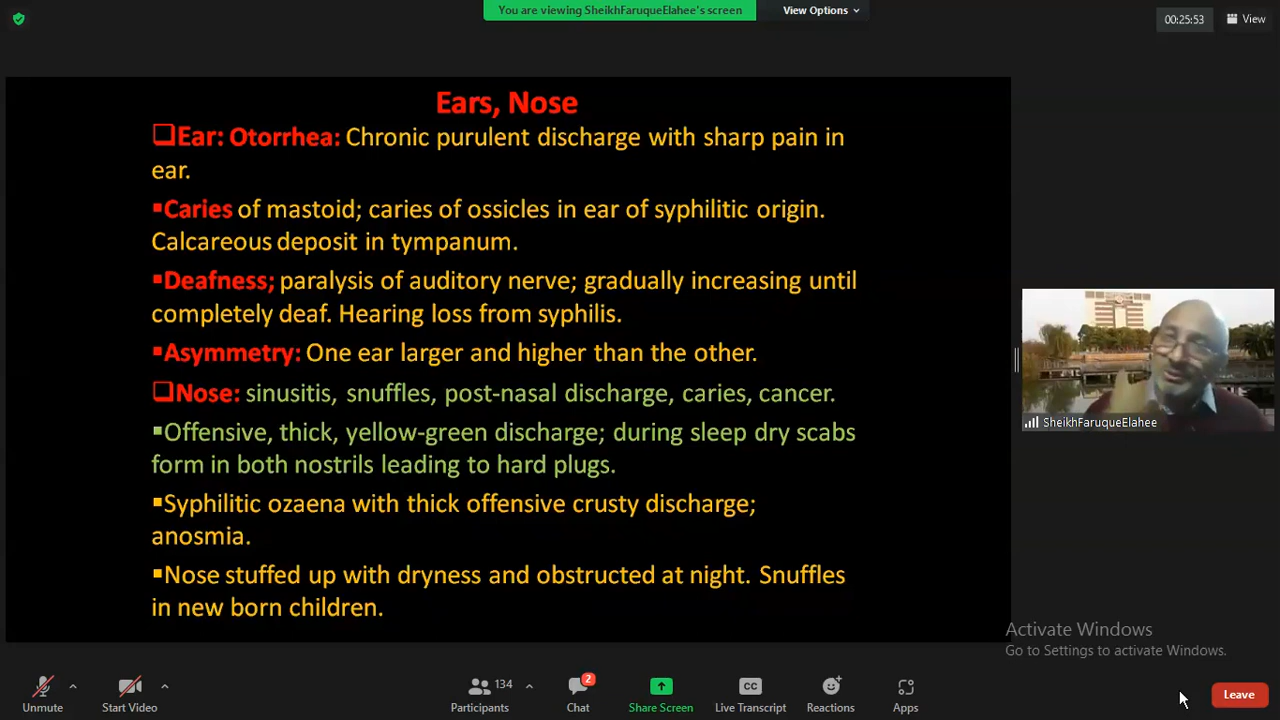 You are viewing SheikhFaruqueElahee's screen
View Options
00:25:53
View
Ears, Nose
Ear: Otorrhea: Chronic purulent discharge with sharp pain in
ear.
Caries of mastoid; caries of ossicles in ear of syphilitic origin.
Calcareous deposit in tympanum.
Deafness; paralysis of auditory nerve; gradually increasing until
completely deaf. Hearing loss from syphilis.
Asymmetry: One ear larger and higher than the other.
Nose: sinusitis, snuffles, post-nasal discharge, caries, cancer.
Offensive, thick, yellow-green discharge; during sleep dry scabs
form in both nostrils leading to hard plugs.
Syphilitic ozaena with thick offensive crusty discharge;
anosmia.
Nose stuffed up with dryness and obstructed at night. Snuffles
in new born children.
SheikhFaruqueElahee
Activate Windows
Go to Settings to activate Windows.
Unmute
Start Video
134
Participants
2
Chat
Share Screen
CC
Live Transcript
Reactions
Apps
Leave